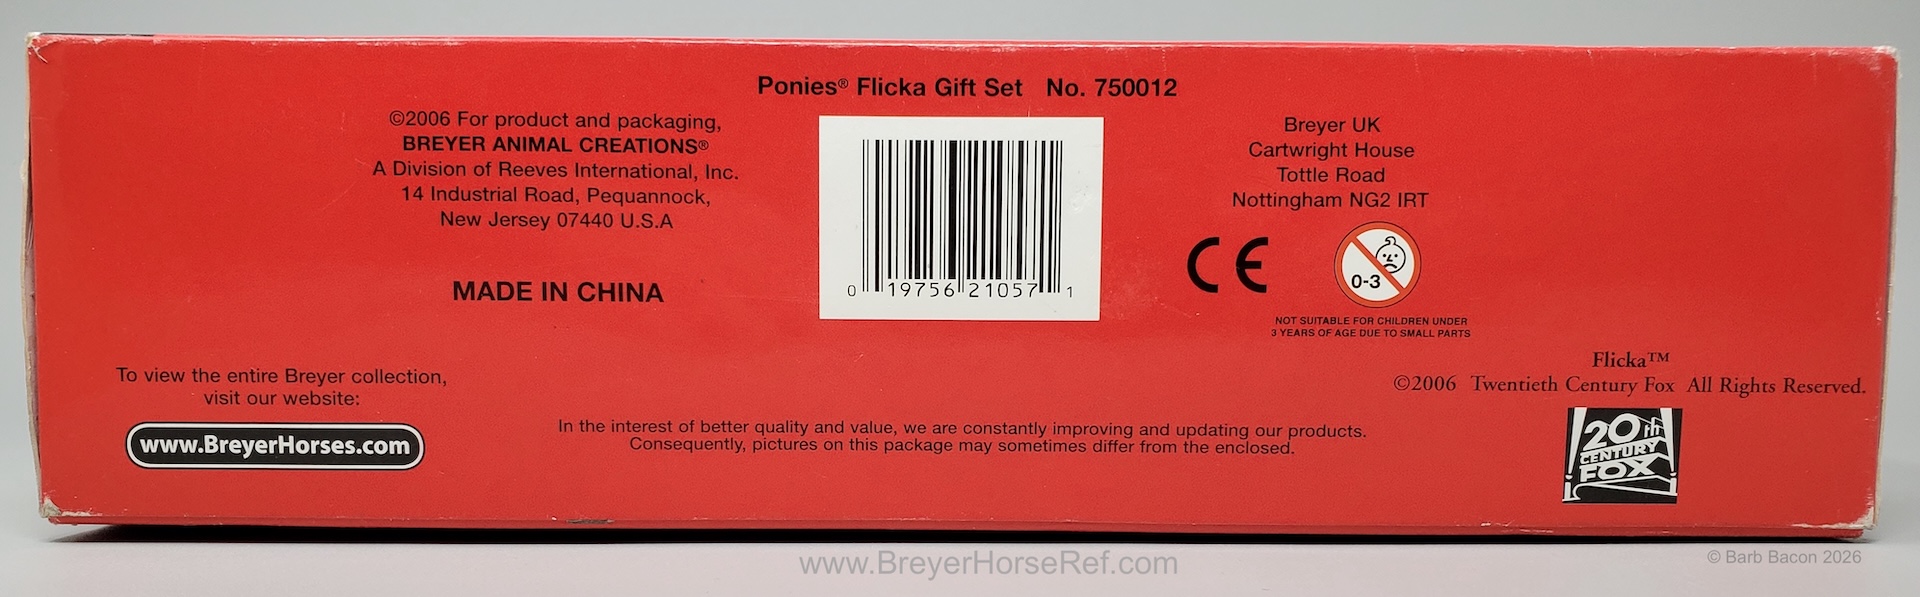 Ponies® Flicka Gift Set No. 750012
©2006 For product and packaging,
BREYER ANIMAL CREATIONS®
A Division of Reeves International, Inc.
14 Industrial Road, Pequannock,
New Jersey 07440 U.S.A
MADE IN CHINA
0 19756 21057 1
Breyer UK
Cartwright House
Tottle Road
Nottingham NG2 IRT
CE
0-3
NOT SUITABLE FOR CHILDREN UNDER
3 YEARS OF AGE DUE TO SMALL PARTS
To view the entire Breyer collection,
visit our website:
www.BreyerHorses.com
In the interest of better quality and value, we are constantly improving and updating our products.
Consequently, pictures on this package may sometimes differ from the enclosed.
Flicka™
©2006 Twentieth Century Fox All Rights Reserved.
20th
CENTURY
FOX
www.BreyerHorseRef.com
© Barb Bacon 2026